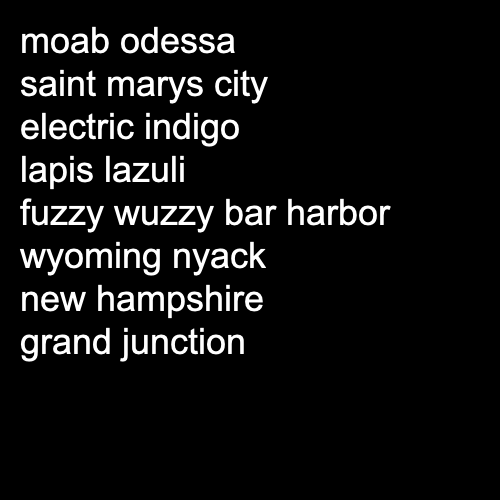 moab odessa
saint marys city
electric indigo
lapis lazuli
fuzzy wuzzy bar harbor
wyoming nyack
new hampshire
grand junction